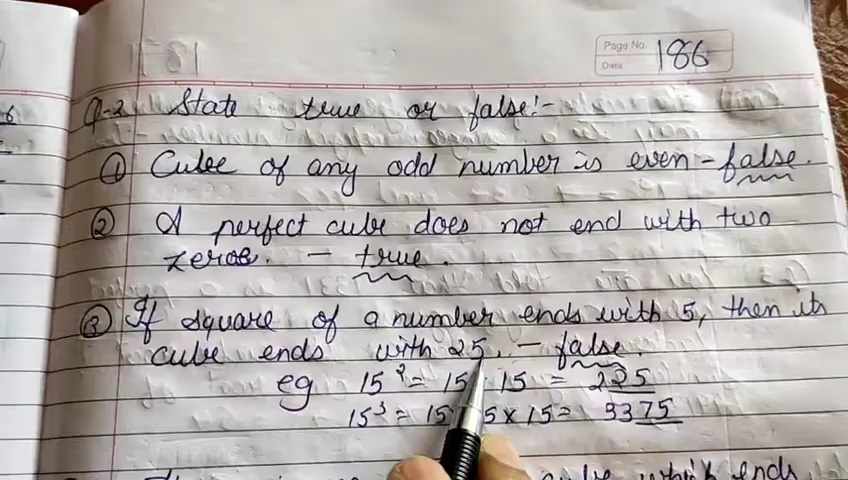 Page No. 186
Date
Q-2 State true or false:-
① Cube of any odd number is even - false.
② A perfect cube does not end with two
zeroes. - true.
③ If square of a number ends with 5, then its
cube ends with 25. - false.
eg 15² = 15 15 = 225
15³ = 15 5 × 15 = 3375
which ends